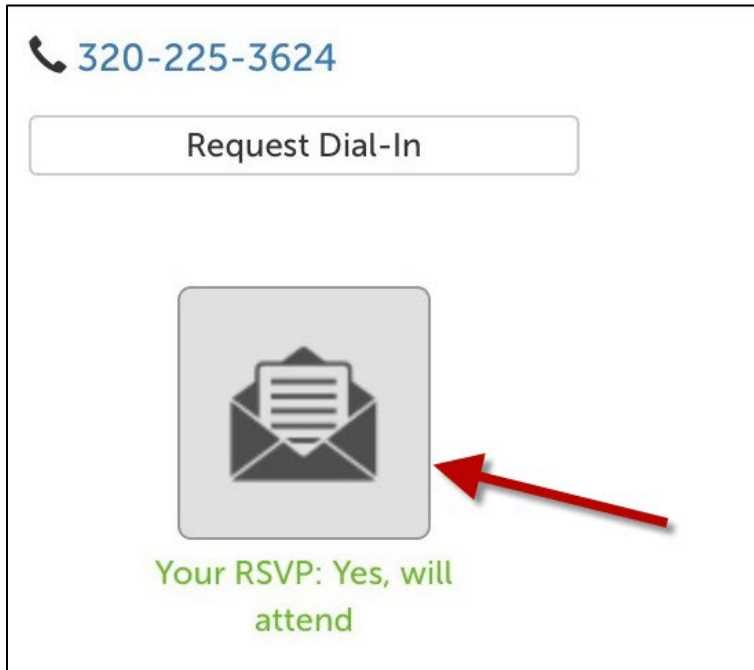 320-225-3624
Request Dial-In
Your RSVP: Yes, will
attend